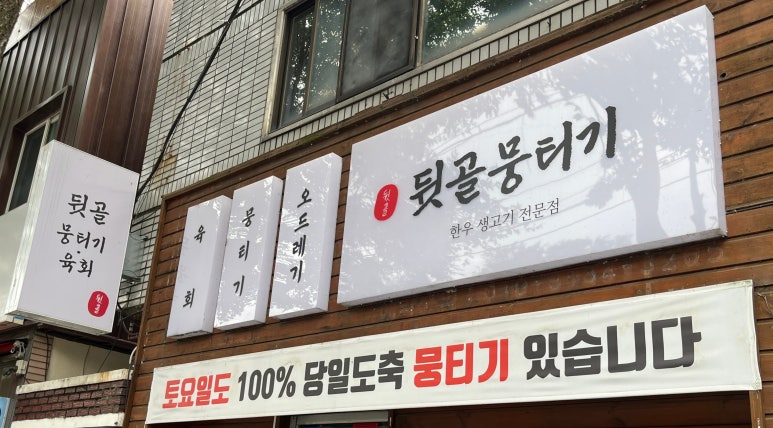 뒷골
뭉티기
·
육회
뒷골
육회
뭉티기
오드레기
뒷골
뒷골뭉티기
한우 생고기 전문점
토요일도 100% 당일도축 뭉티기 있습니다